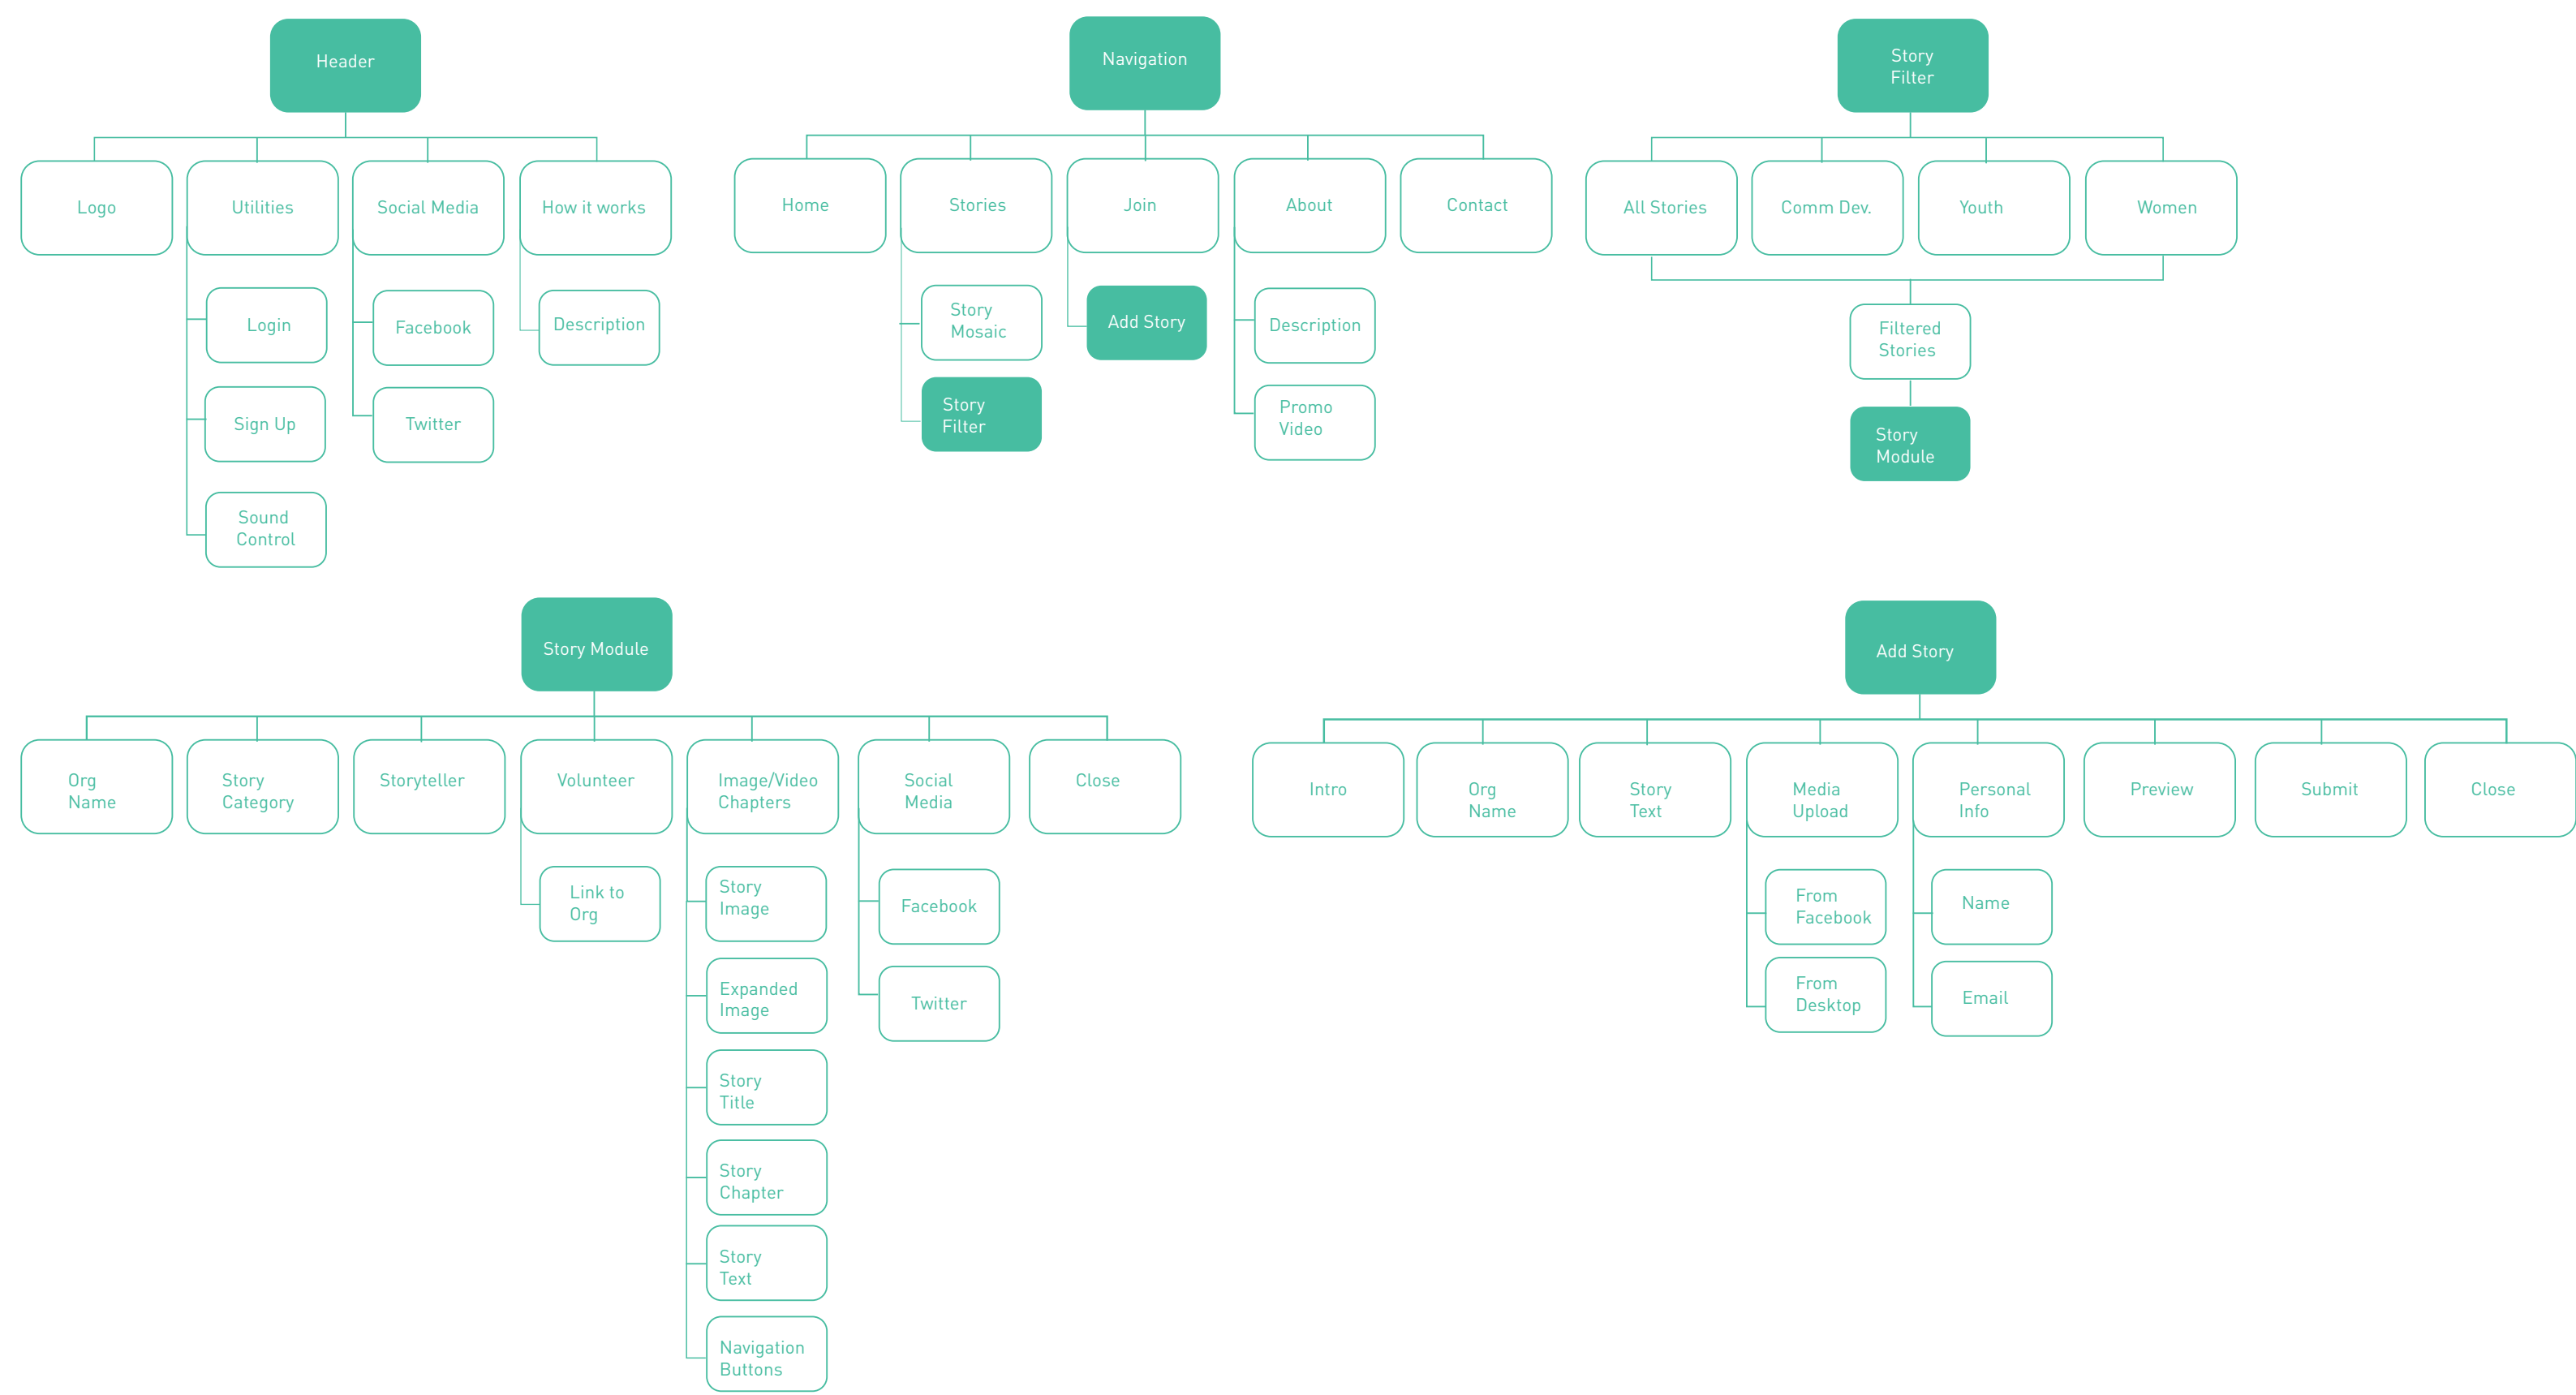 Header
Logo
Utilities
Social Media
How it works
Login
Sign Up
Sound
Control
Facebook
Twitter
Description
Navigation
Home
Stories
Join
About
Contact
Story
Mosaic
Story
Filter
Add Story
Description
Promo
Video
Story
Filter
All Stories
Comm Dev.
Youth
Women
Filtered
Stories
Story
Module
Story Module
Org
Name
Story
Category
Storyteller
Volunteer
Image/Video
Chapters
Social
Media
Close
Link to
Org
Story
Image
Expanded
Image
Story
Title
Story
Chapter
Story
Text
Navigation
Buttons
Facebook
Twitter
Add Story
Intro
Org
Name
Story
Text
Media
Upload
Personal
Info
Preview
Submit
Close
From
Facebook
From
Desktop
Name
Email